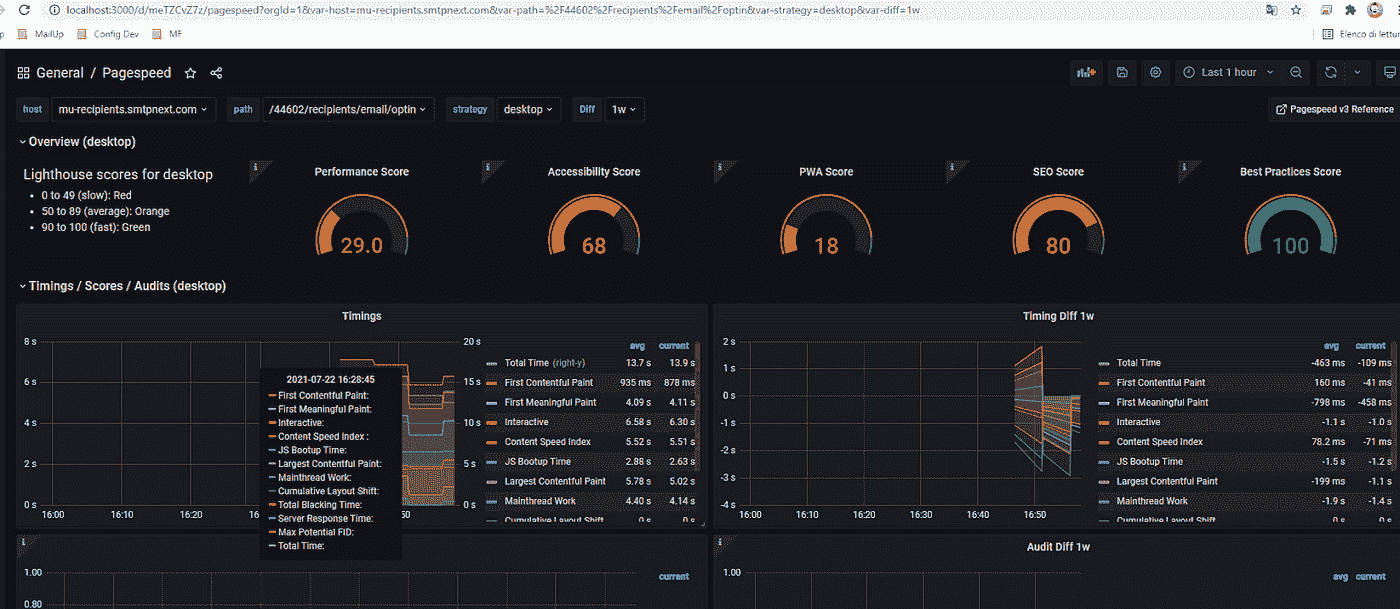 localhost:3000/d/meTZCvZ7z/pagespeed?orgId=1&var-host=mu-recipients.smtpnext.com&var-path=%2F44602%2Frecipients%2Femail%2Foptin&var-strategy=desktop&var-diff=1w
MailUp Config Dev MF Elenco di lettur
General / Pagespeed Last 1 hour
host mu-recipients.smtpnext.com path /44602/recipients/email/optin strategy desktop Diff 1w Pagespeed v3 Reference
Overview (desktop)
Lighthouse scores for desktop
0 to 49 (slow): Red
50 to 89 (average): Orange
90 to 100 (fast): Green
Performance Score
29.0
Accessibility Score
68
PWA Score
18
SEO Score
80
Best Practices Score
100
Timings / Scores / Audits (desktop)
Timings
8 s
6 s
4 s
2 s
0 s
20 s
15 s
10 s
5 s
0 s
16:00 16:10 16:20
2021-07-22 16:28:45
First Contentful Paint:
First Meaningful Paint:
Interactive:
Content Speed Index :
JS Bootup Time:
Largest Contentful Paint:
Mainthread Work:
Cumulative Layout Shift:
Total Blacking Time:
Server Response Time:
Max Potential FID:
Total Time:
avg current
Total Time (right-y) 13.7 s 13.9 s
First Contentful Paint 935 ms 878 ms
First Meaningful Paint 4.09 s 4.11 s
Interactive 6.58 s 6.30 s
Content Speed Index 5.52 s 5.51 s
JS Bootup Time 2.88 s 2.63 s
Largest Contentful Paint 5.78 s 5.02 s
Mainthread Work 4.40 s 4.14 s
Cumulative Layout Shift 0 s 0 s
Timing Diff 1w
2 s
1 s
0 s
-1 s
-2 s
-3 s
-4 s
16:00 16:10 16:20 16:30 16:40 16:50
avg current
Total Time -463 ms -109 ms
First Contentful Paint 160 ms -41 ms
First Meaningful Paint -798 ms -458 ms
Interactive -1.1 s -1.0 s
Content Speed Index 78.2 ms -71 ms
JS Bootup Time -1.5 s -1.2 s
Largest Contentful Paint -199 ms -1.1 s
Mainthread Work -1.9 s -1.4 s
Cumulative Layout Shift 0 s 0 s
1.00
0.80
current
Audit Diff 1w
1.00
avg current